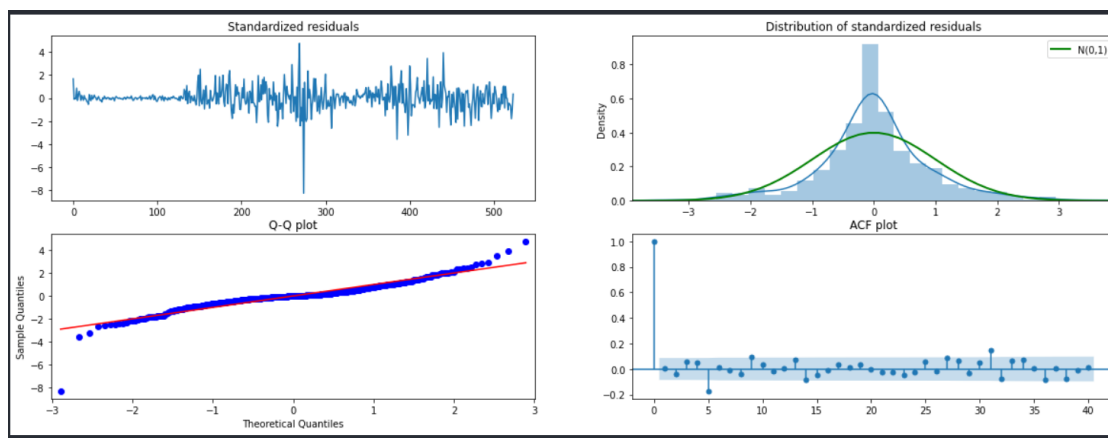 Standardized residuals
4
2
0
−2
−4
−6
−8
0 100 200 300 400 500
Distribution of standardized residuals
N(0,1)
Density
0.8
0.6
0.4
0.2
0.0
−3 −2 −1 0 1 2 3
Q-Q plot
Sample Quantiles
4
2
0
−2
−4
−6
−8
−3 −2 −1 0 1 2 3
Theoretical Quantiles
ACF plot
1.0
0.8
0.6
0.4
0.2
0.0
−0.2
0 5 10 15 20 25 30 35 40